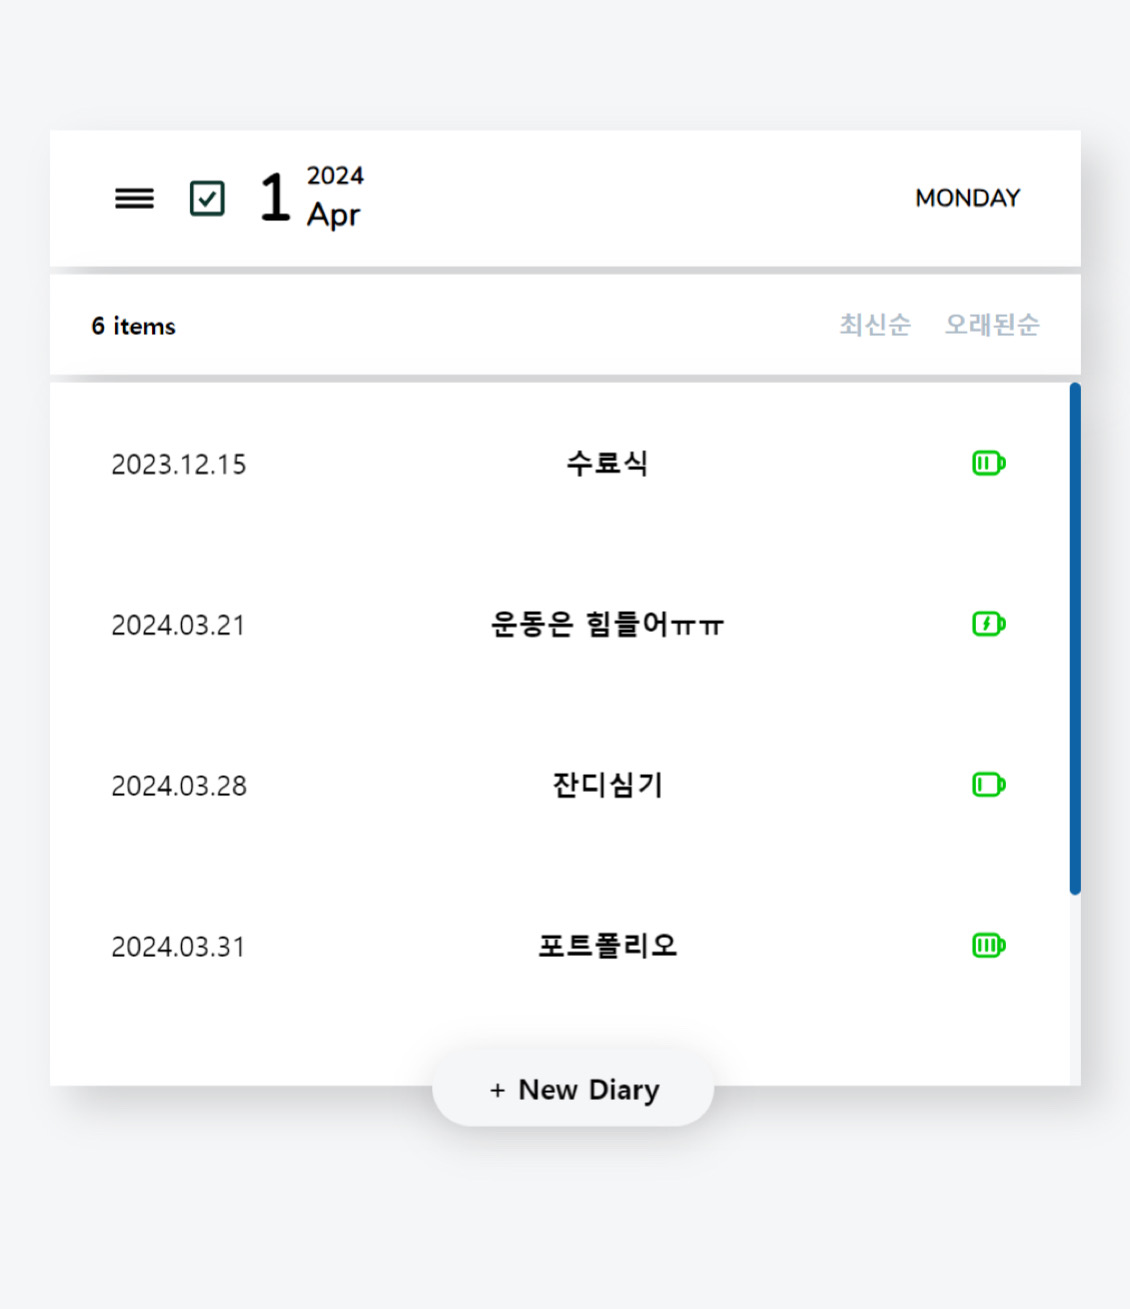 1 2024
Apr
MONDAY
6 items
최신순 오래된순
2023.12.15 수료식
2024.03.21 운동은 힘들어ㅠㅠ
2024.03.28 잔디심기
2024.03.31 포트폴리오
+ New Diary